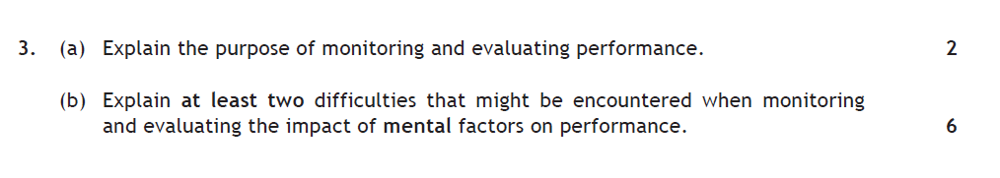 3. (a) Explain the purpose of monitoring and evaluating performance. 2
(b) Explain at least two difficulties that might be encountered when monitoring
and evaluating the impact of mental factors on performance. 6